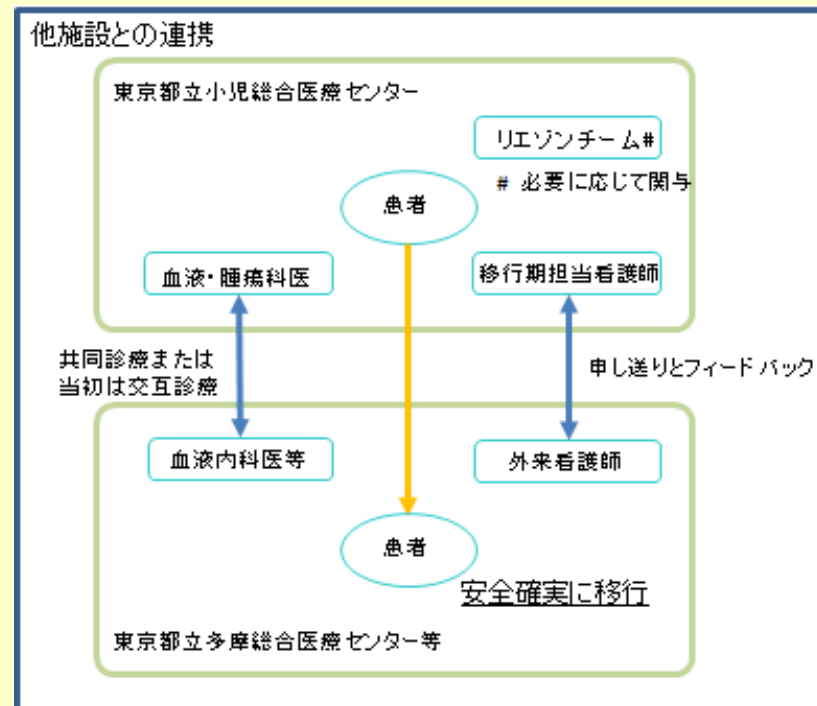 他施設との連携
東京都立小児総合医療センター
リエゾンチーム#
# 必要に応じて関与
患者
血液・腫瘍科医
移行期担当看護師
共同診療または
当初は交互診療
申し送りとフィードバック
血液内科医等
外来看護師
患者
安全確実に移行
東京都立多摩総合医療センター等